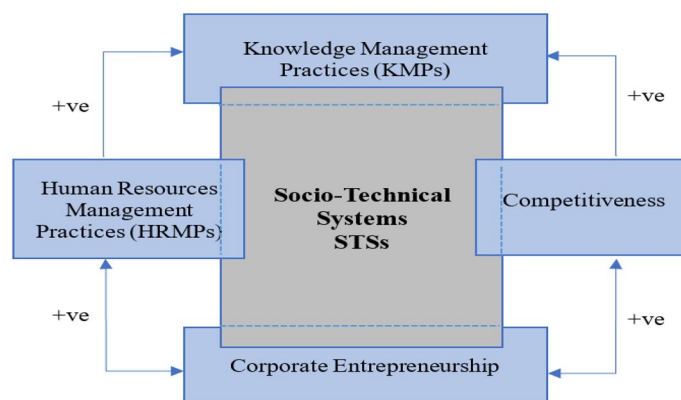 Knowledge Management
Practices (KMPs)
+ve
+ve
Human Resources
Management
Practices (HRMPs)
Socio-Technical
Systems
STSs
Competitiveness
+ve
+ve
Corporate Entrepreneurship